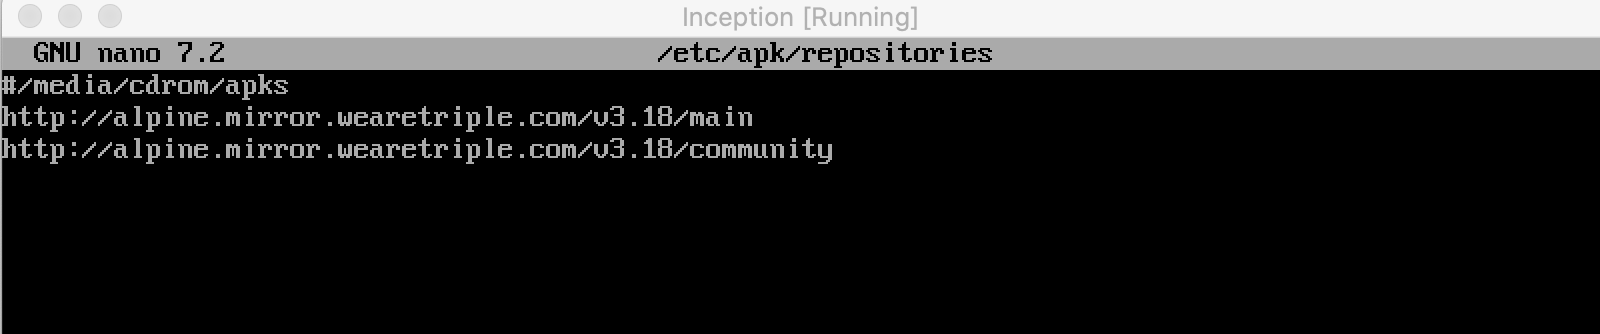 Inception [Running]
GNU nano 7.2 /etc/apk/repositories
#/media/cdrom/apks
http://alpine.mirror.wearetriple.com/v3.18/main
http://alpine.mirror.wearetriple.com/v3.18/community